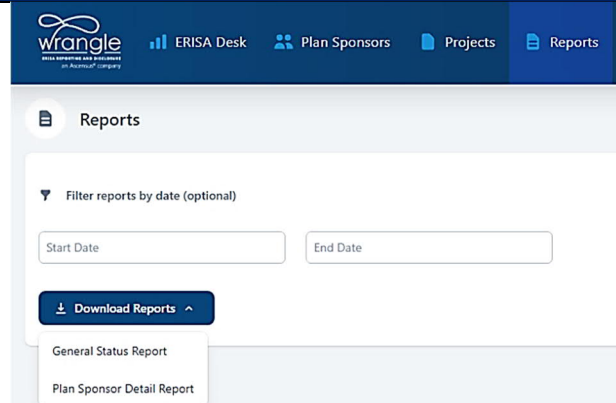 wrangle
ERISA REPORTING AND DISCLOSURE
an Ascensus® company
ERISA Desk
Plan Sponsors
Projects
Reports
Reports
Filter reports by date (optional)
Start Date
End Date
Download Reports
General Status Report
Plan Sponsor Detail Report